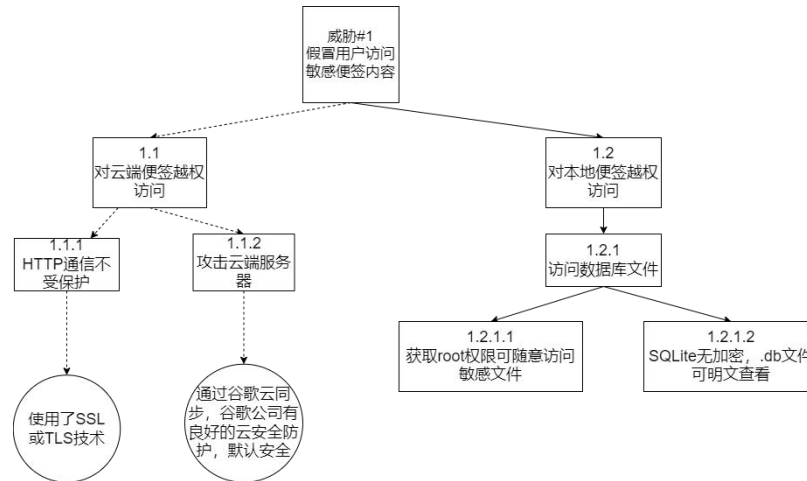 威胁#1
假冒用户访问
敏感便签内容
1.1
对云端便签越权
访问
1.2
对本地便签越权
访问
1.1.1
HTTP通信不
受保护
1.1.2
攻击云端服务
器
1.2.1
访问数据库文件
1.2.1.1
获取root权限可随意访问
敏感文件
1.2.1.2
SQLite无加密，.db文件
可明文查看
使用了SSL
或TLS技术
通过谷歌云同
步，谷歌公司有
良好的云安全防
护，默认安全